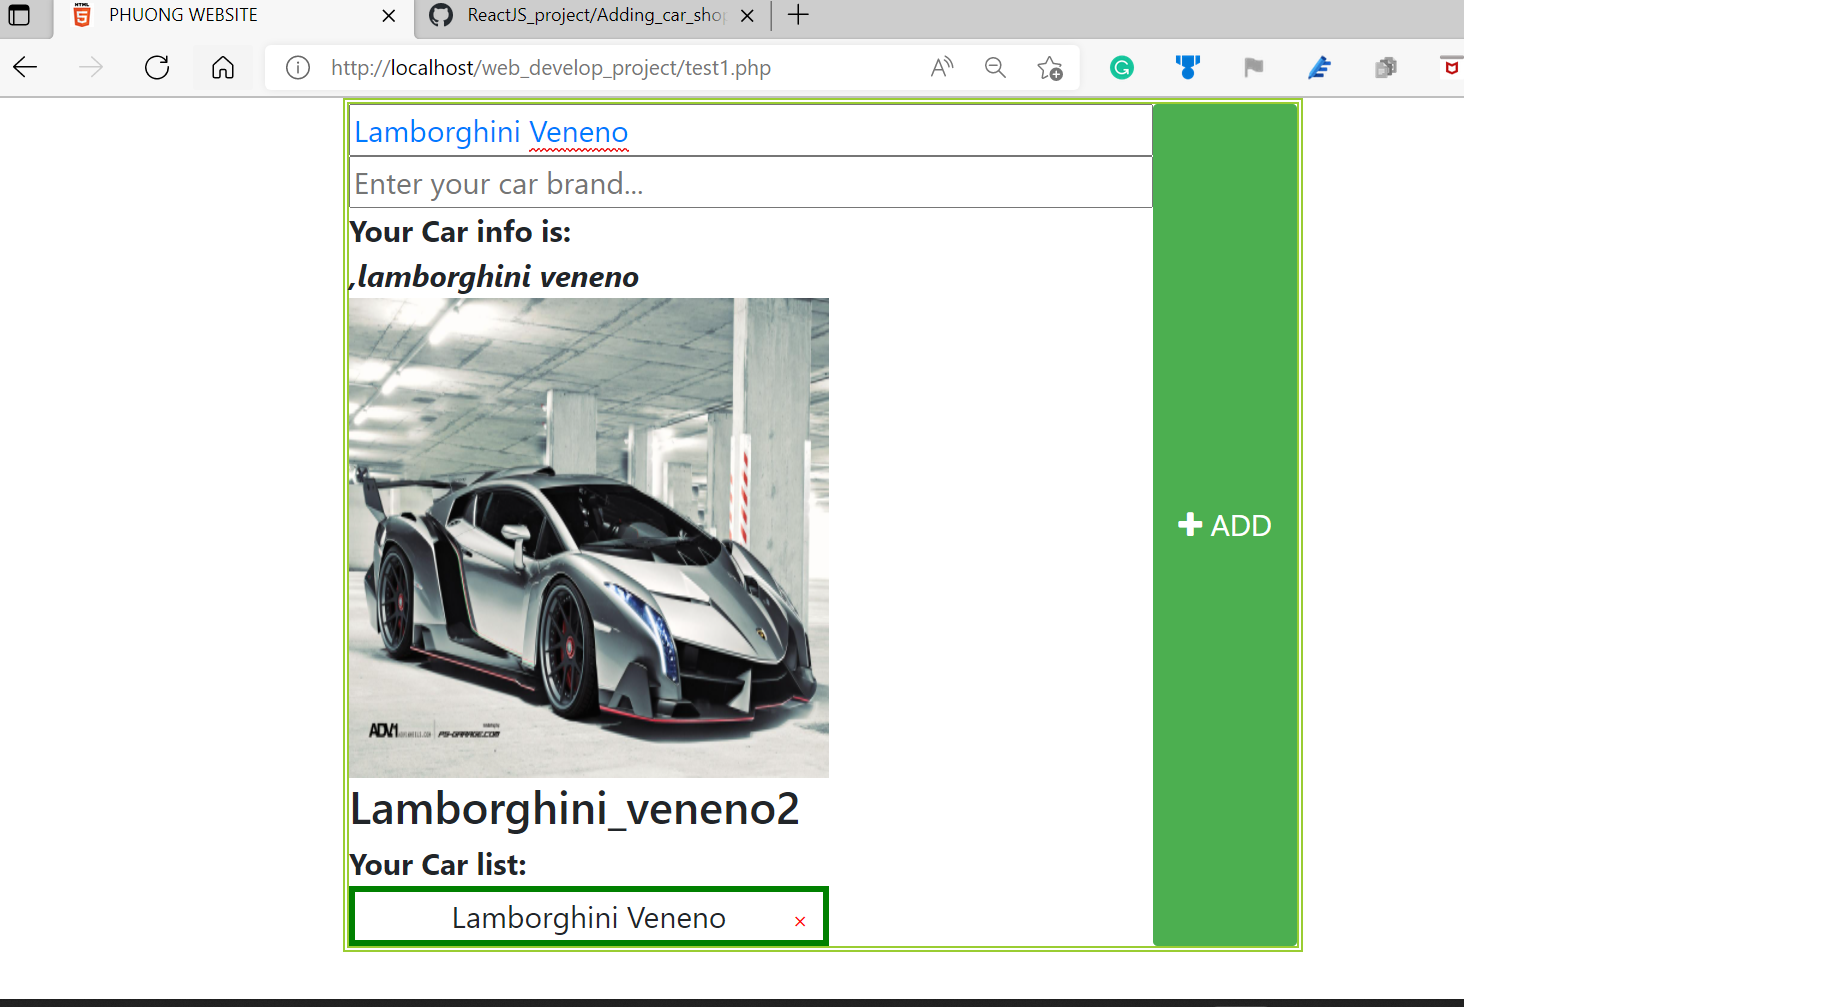 PHUONG WEBSITE
ReactJS_project/Adding_car_sho
http://localhost/web_develop_project/test1.php
Lamborghini Veneno
Enter your car brand...
Your Car info is:
,lamborghini veneno
ADV1
PS-GARAGE.COM
Lamborghini_veneno2
Your Car list:
Lamborghini Veneno ×
+ ADD